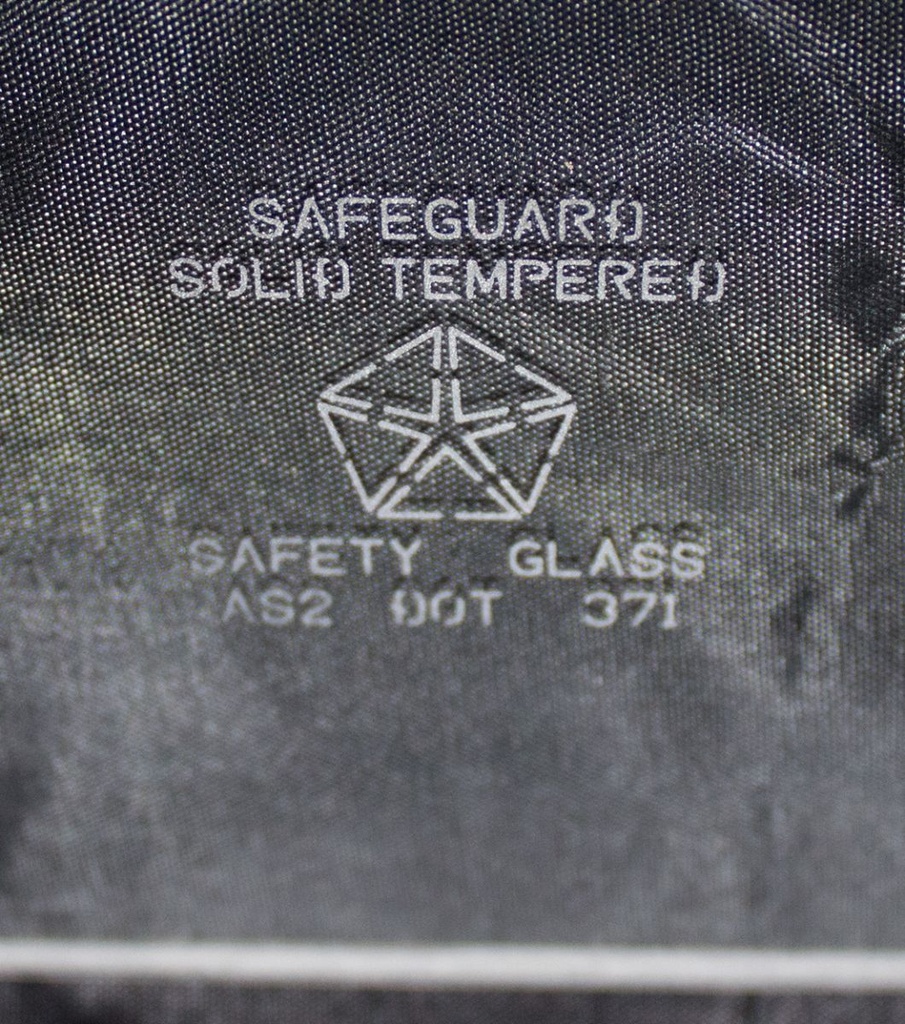 SAFEGUARD
SOLID TEMPERED
SAFETY GLASS
AS2 DOT 371